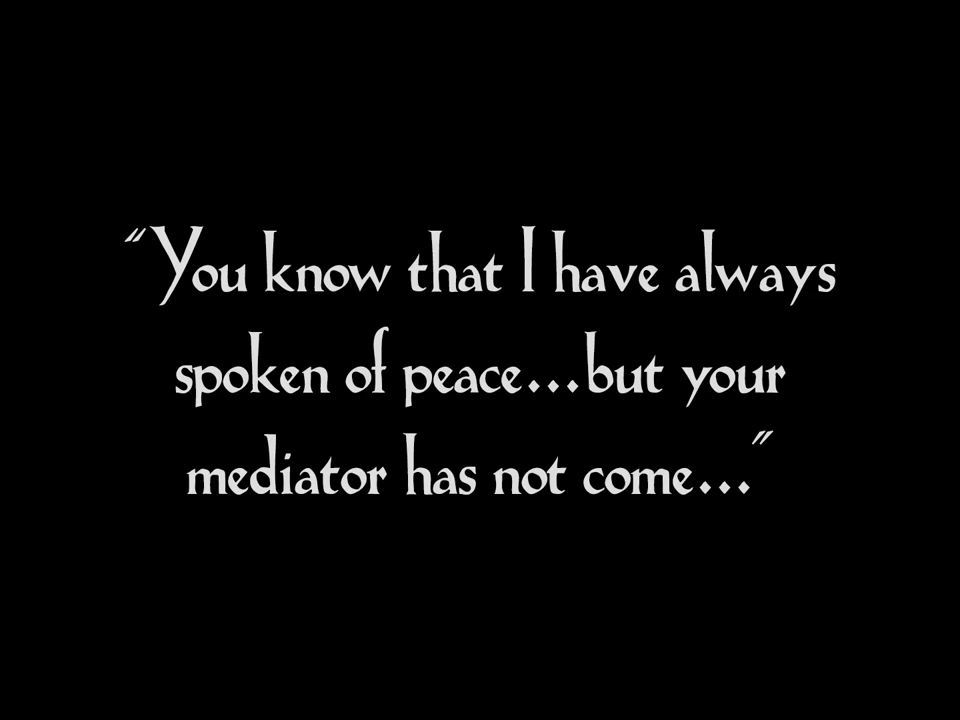 "You know that I have always
spoken of peace...but your
mediator has not come..."